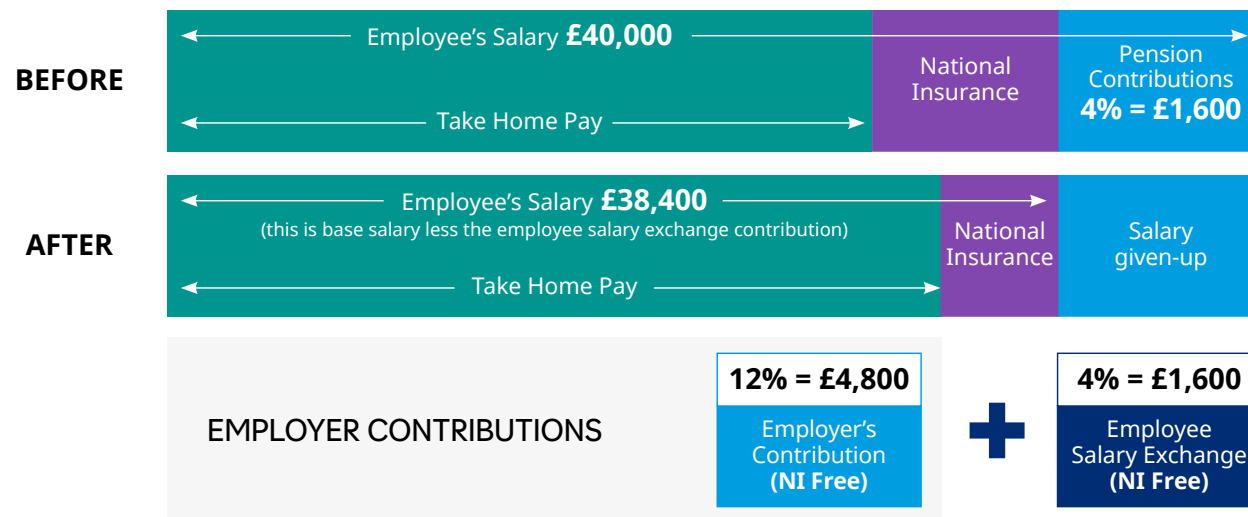 BEFORE
Employee’s Salary £40,000
Take Home Pay
National
Insurance
Pension
Contributions
4% = £1,600
AFTER
Employee’s Salary £38,400
(this is base salary less the employee salary exchange contribution)
Take Home Pay
National
Insurance
Salary
given-up
EMPLOYER CONTRIBUTIONS
12% = £4,800
Employer’s
Contribution
(NI Free)
+
4% = £1,600
Employee
Salary Exchange
(NI Free)